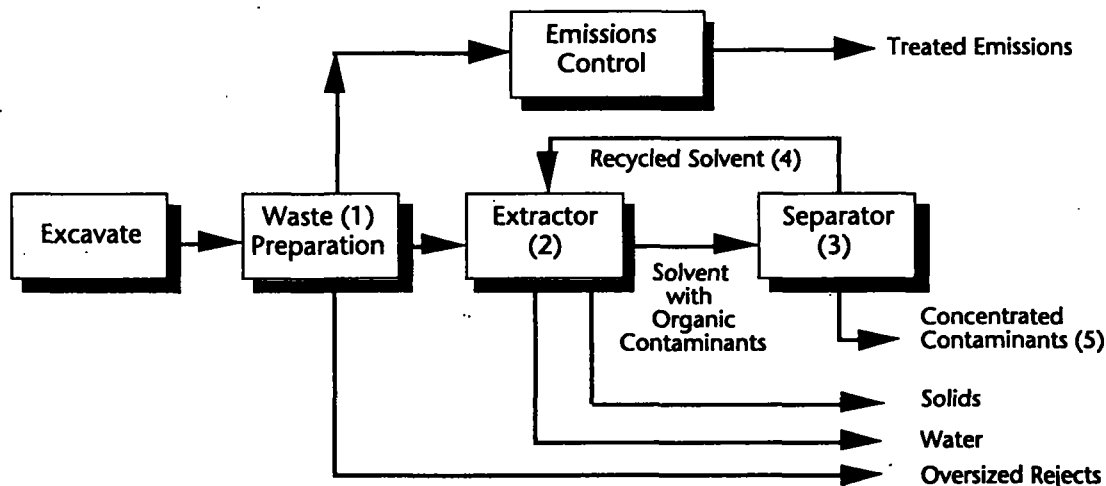 Emissions
Control
Treated Emissions
Recycled Solvent (4)
Excavate
Waste (1)
Preparation
Extractor
(2)
Separator
(3)
Solvent
with
Organic
Contaminants
Concentrated
Contaminants (5)
Solids
Water
Oversized Rejects